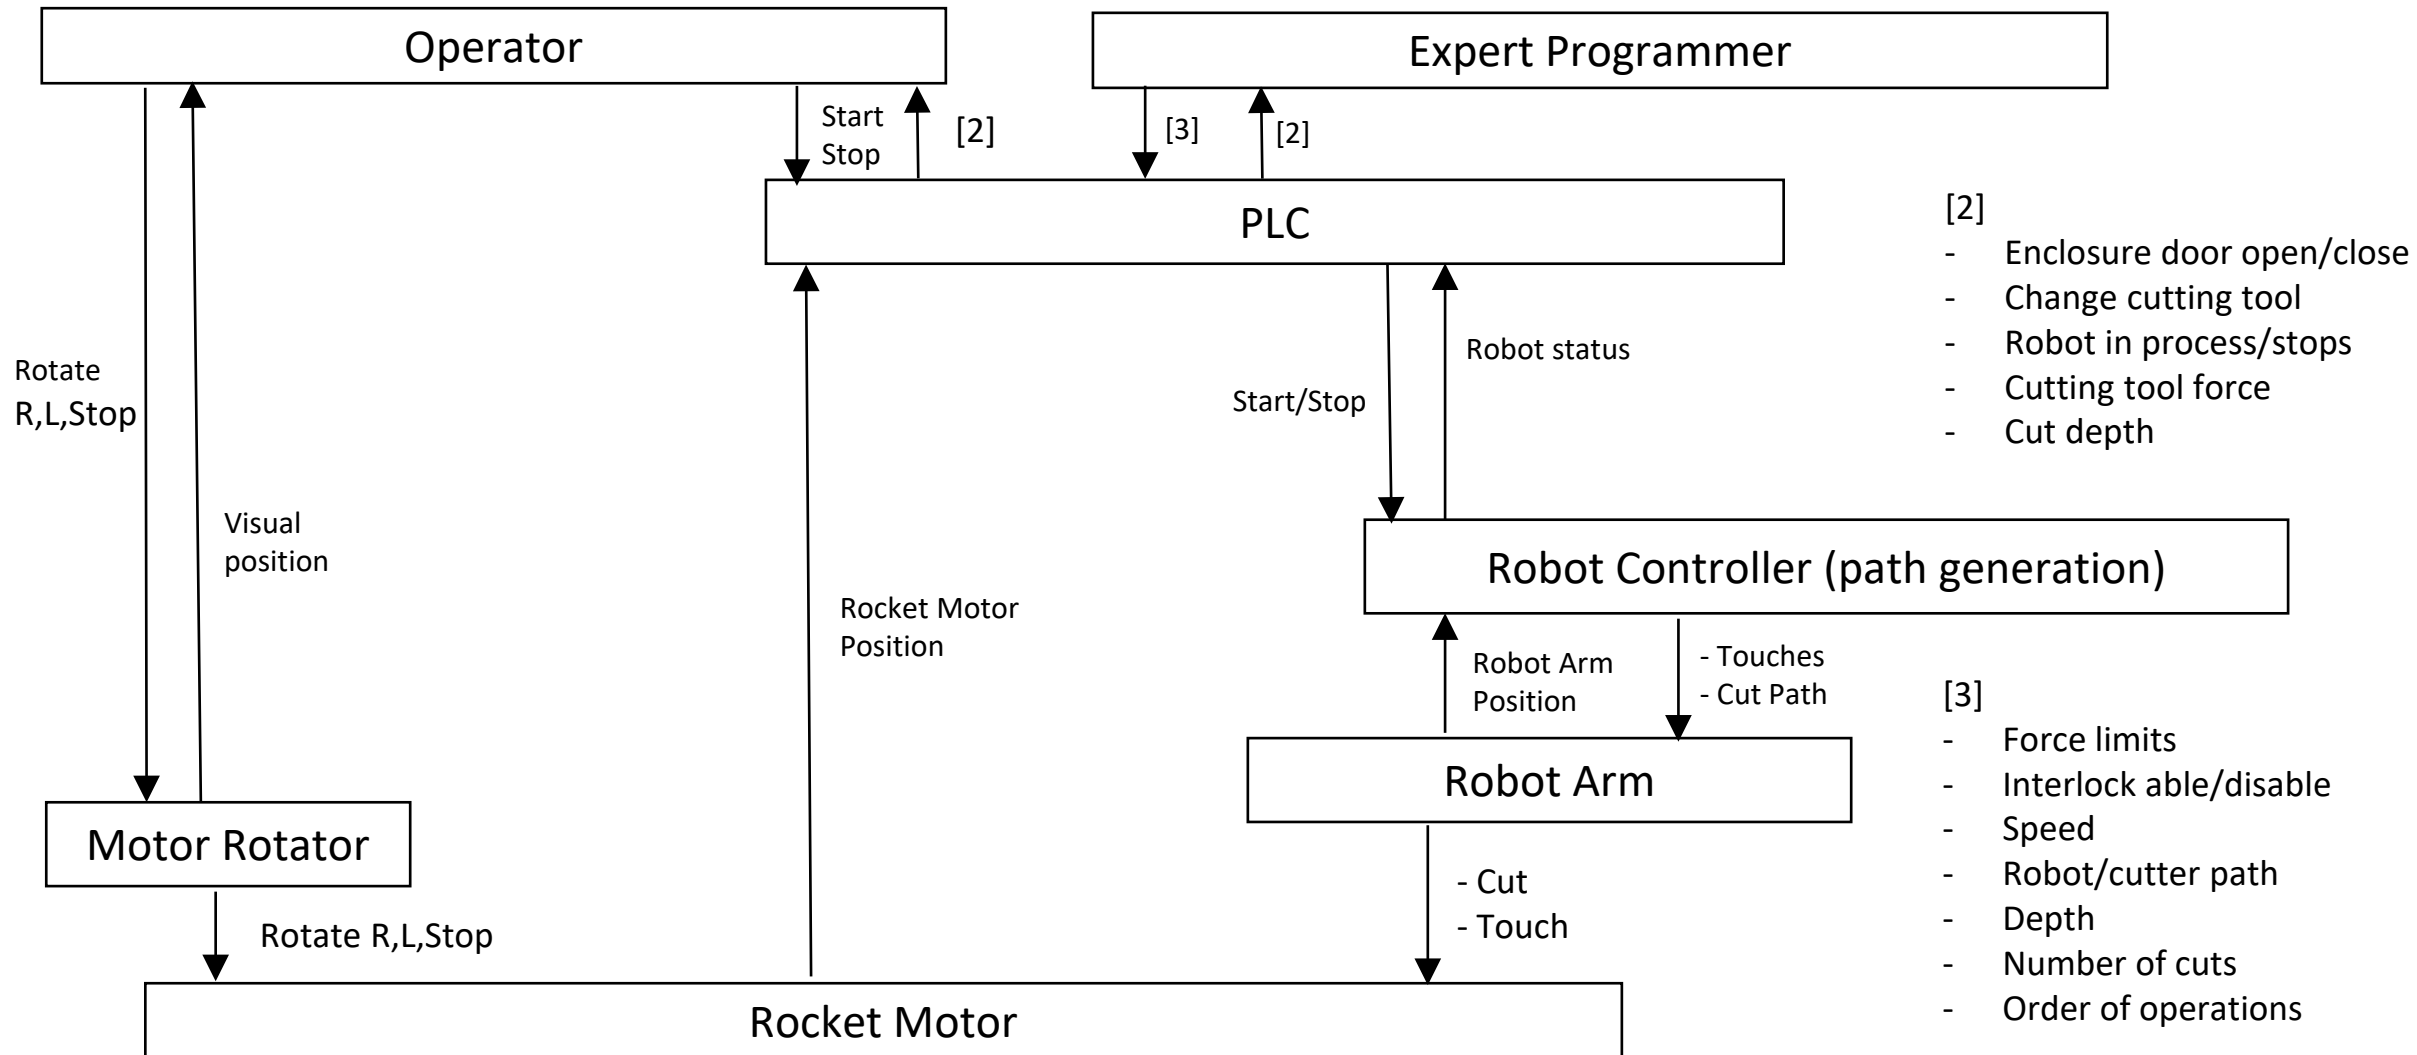 Operator
Expert Programmer
Start
Stop
[2]
[3]
[2]
PLC
[2]
- Enclosure door open/close
- Change cutting tool
- Robot in process/stops
- Cutting tool force
- Cut depth
Rotate
R,L,Stop
Visual
position
Rocket Motor
Position
Start/Stop
Robot status
Robot Controller (path generation)
Robot Arm
Position
- Touches
- Cut Path
[3]
- Force limits
- Interlock able/disable
- Speed
- Robot/cutter path
- Depth
- Number of cuts
- Order of operations
Robot Arm
Motor Rotator
- Cut
- Touch
Rotate R,L,Stop
Rocket Motor